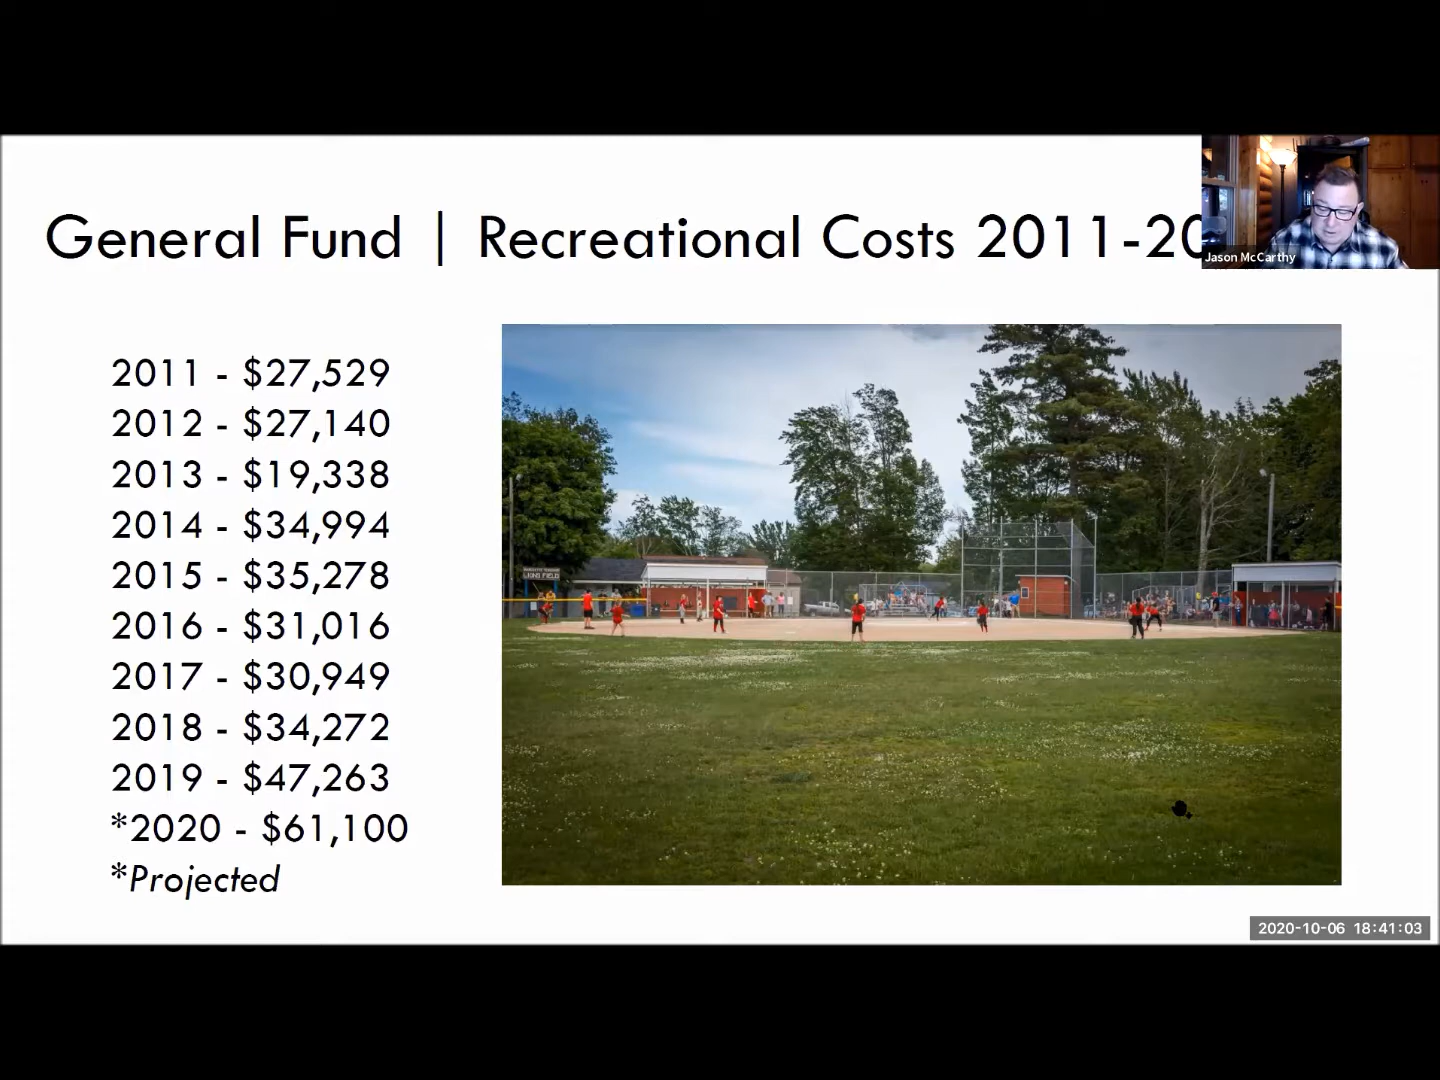 General Fund | Recreational Costs 2011-20
Jason McCarthy
2011 - $27,529
2012 - $27,140
2013 - $19,338
2014 - $34,994
2015 - $35,278
2016 - $31,016
2017 - $30,949
2018 - $34,272
2019 - $47,263
*2020 - $61,100
*Projected
LIONS FIELD
2020-10-06 18:41:03